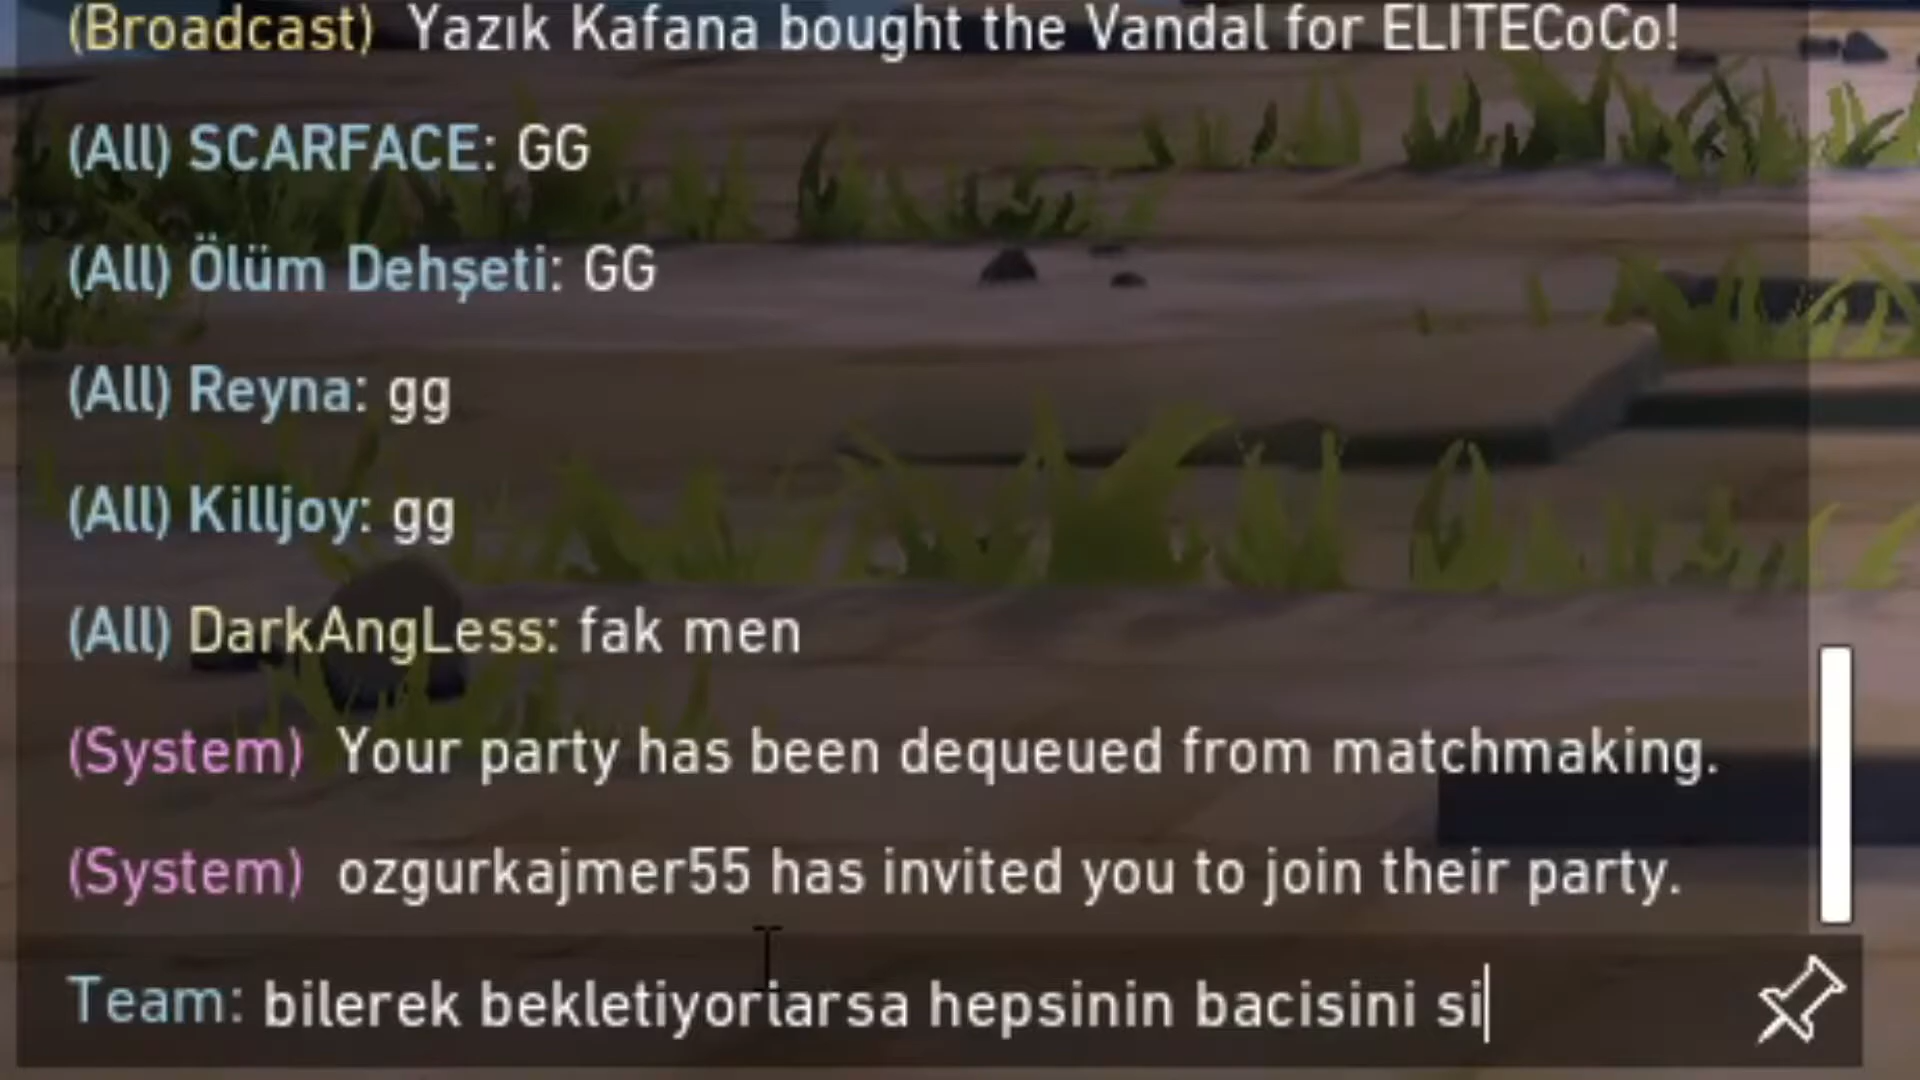 (Broadcast) Yazık Kafana bought the Vandal for ELITECoCo!
(All) SCARFACE: GG
(All) Ölüm Dehşeti: GG
(All) Reyna: gg
(All) Killjoy: gg
(All) DarkAngLess: fak men
(System) Your party has been dequeued from matchmaking.
(System) ozgurkajmer55 has invited you to join their party.
Team: bilerek bekletiyorlarsa hepsinin bacisini si